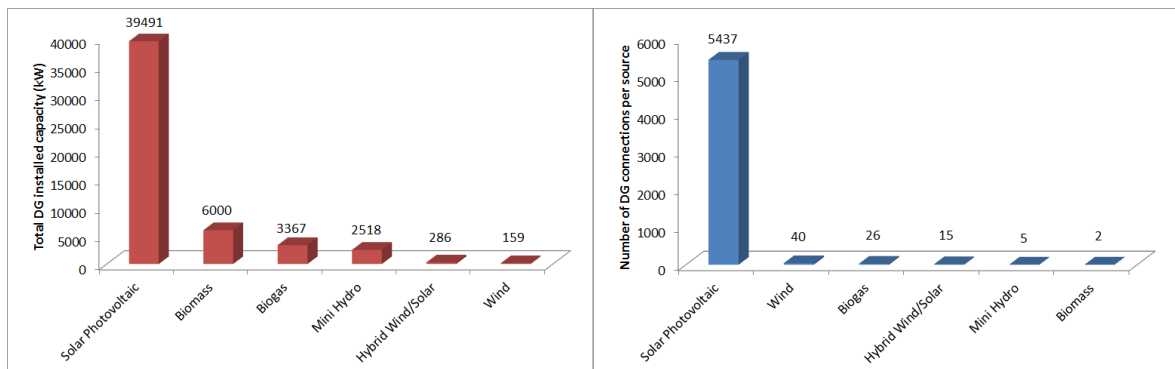 Total DG installed capacity (kW)
40000
35000
30000
25000
20000
15000
10000
5000
0
39491
6000
3367
2518
286
159
Solar Photovoltaic
Biomass
Biogas
Mini Hydro
Hybrid Wind/Solar
Wind
Number of DG connections per source
6000
5000
4000
3000
2000
1000
0
5437
40
26
15
5
2
Solar Photovoltaic
Wind
Biogas
Hybrid Wind/Solar
Mini Hydro
Biomass